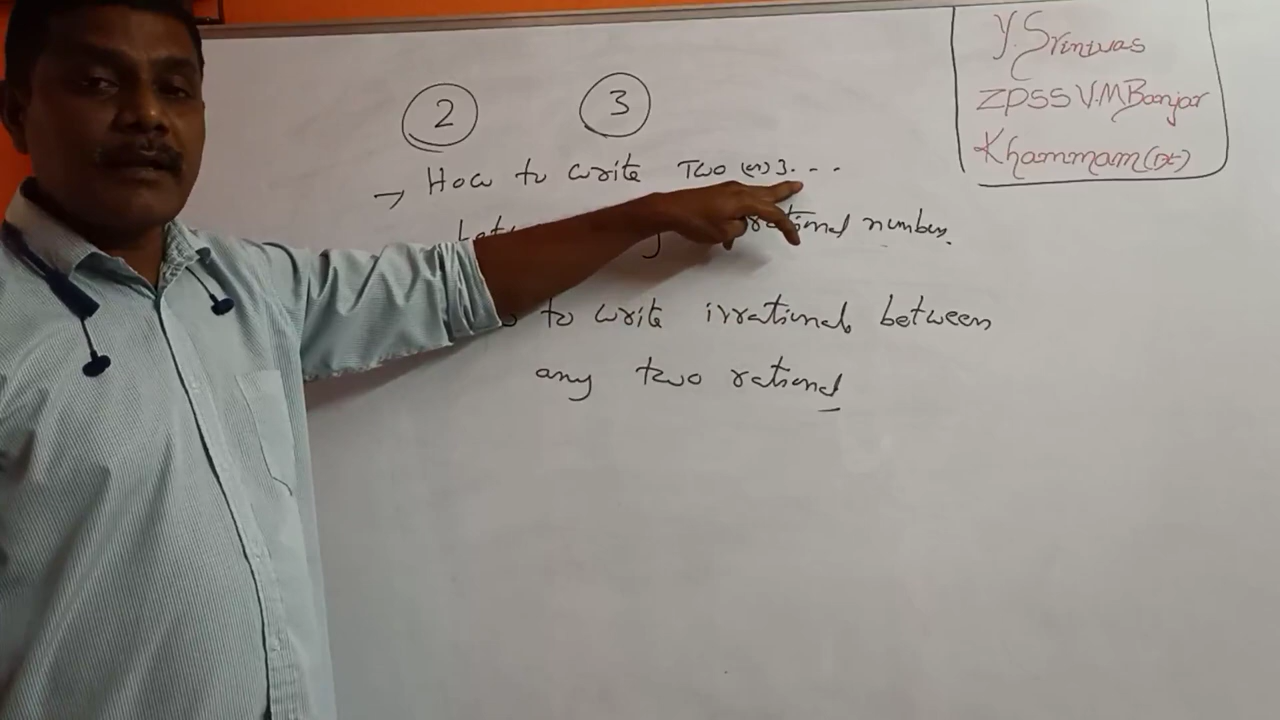 2 3
→ How to write Two (or) 3...
rational number.
to write irrational between
any two rational
Y. Srinivas
ZPSS V.M Banjar
Khammam (Dt)